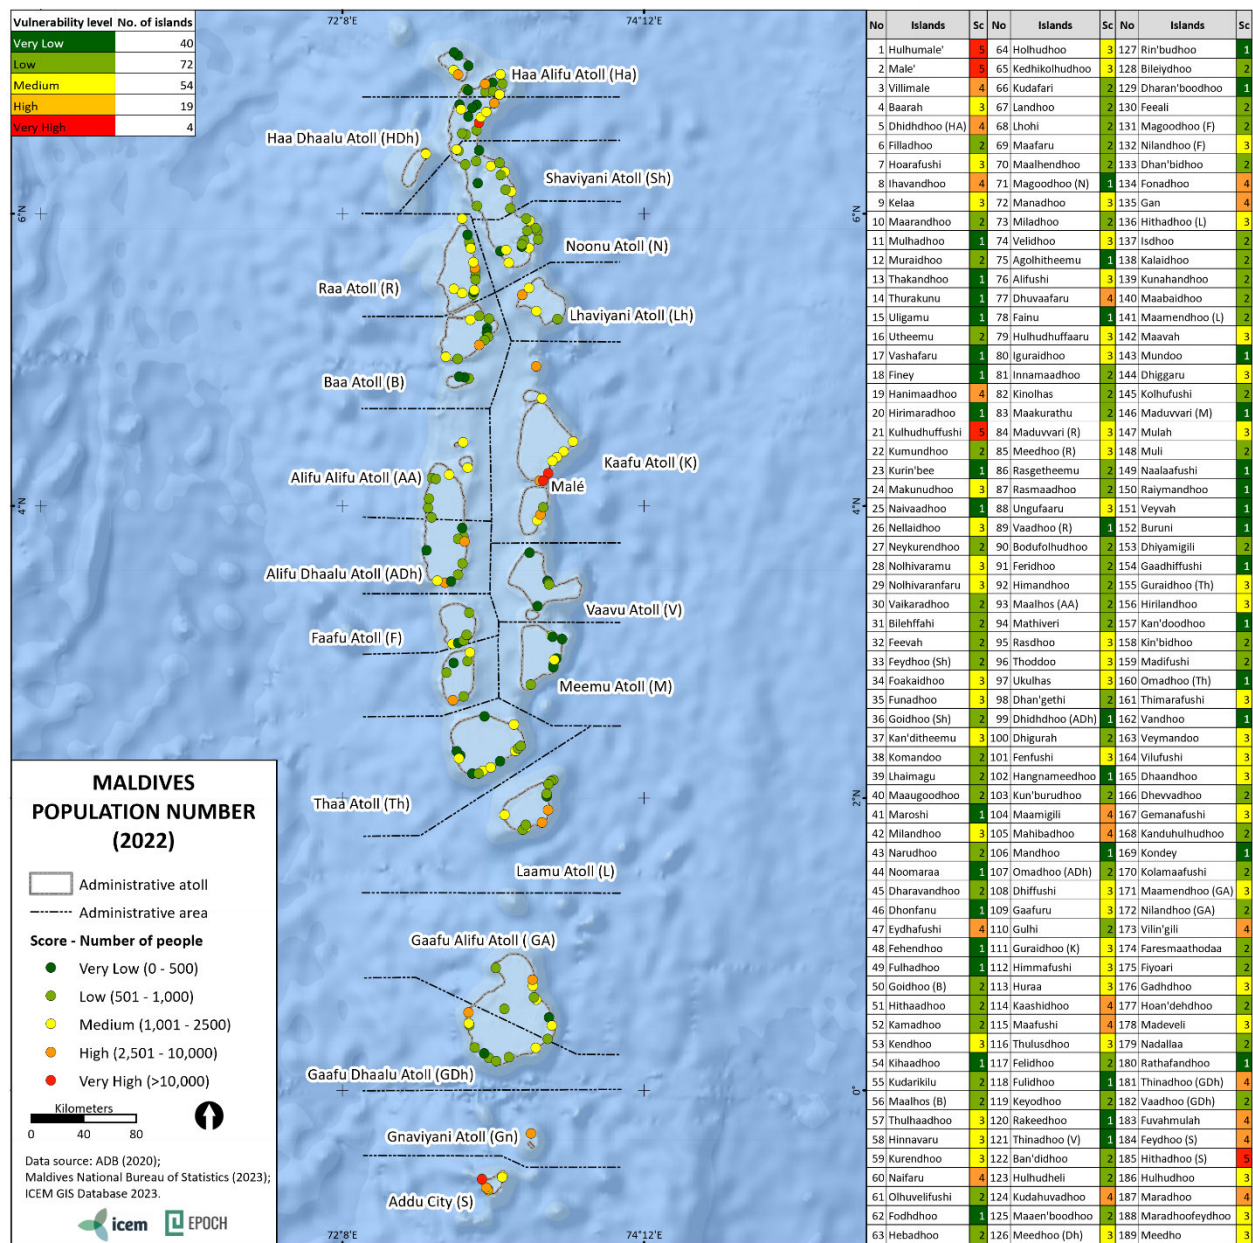 Vulnerability level No. of islands
Very Low 40
Low 72
Medium 54
High 19
Very High 4
72°8' 74°12'
Haa Alifu Atoll (Ha)
Haa Dhaalu Atoll (HDh)
Shaviyani Atoll (Sh)
6°N 6°N
Noonu Atoll (N)
Raa Atoll (R)
Lhaviyani Atoll (Lh)
Baa Atoll (B)
Kaafu Atoll (K)
Alifu Alifu Atoll (AA)
Malé
4°N 4°N
Alifu Dhaalu Atoll (ADh)
Vaavu Atoll (V)
Faafu Atoll (F)
Meemu Atoll (M)
2°N
Thaa Atoll (Th)
Laamu Atoll (L)
Gaafu Alifu Atoll ( GA)
Gaafu Dhaalu Atoll (GDh)
0°
Gnaviyani Atoll (Gn)
Addu City (S)
72°8' 74°12'
MALDIVES
POPULATION NUMBER
(2022)
Administrative atoll
Administrative area
Score - Number of people
Very Low (0 - 500)
Low (501 - 1,000)
Medium (1,001 - 2500)
High (2,501 - 10,000)
Very High (>10,000)
Kilometers
0 40 80
Data source: ADB (2020);
Maldives National Bureau of Statistics (2023);
ICEM GIS Database 2023.
icem EPOCH
No Islands Sc No Islands Sc No Islands Sc
1 Hulhumale' 5 64 Holhudhoo 3 127 Rin'budhoo 1
2 Male' 5 65 Kedhikolhudhoo 3 128 Bileiydhoo 2
3 Villimale 4 66 Kudafari 2 129 Dharan'boodhoo 1
4 Baarah 3 67 Landhoo 2 130 Feeali 2
5 Dhidhdhoo (HA) 4 68 Lhohi 2 131 Magoodhoo (F) 2
6 Filladhoo 2 69 Maafaru 2 132 Nilandhoo (F) 3
7 Hoarafushi 3 70 Maalhendhoo 2 133 Dhan'bidhoo 2
8 Ihavandhoo 4 71 Magoodhoo (N) 1 134 Fonadhoo 4
9 Kelaa 3 72 Manadhoo 3 135 Gan 4
10 Maarandhoo 2 73 Miladhoo 2 136 Hithadhoo (L) 3
11 Mulhadhoo 1 74 Velidhoo 3 137 Isdhoo 2
12 Muraidhoo 2 75 Agolhitheemu 1 138 Kalaidhoo 2
13 Thakandhoo 1 76 Alifushi 3 139 Kunahandhoo 2
14 Thurakunu 1 77 Dhuvaafaru 4 140 Maabaidhoo 2
15 Uligamu 1 78 Fainu 1 141 Maamendhoo (L) 2
16 Utheemu 2 79 Hulhudhuffaaru 3 142 Maavah 3
17 Vashafaru 1 80 Iguraidhoo 3 143 Mundoo 1
18 Finey 1 81 Innamaadhoo 2 144 Dhiggaru 3
19 Hanimaadhoo 4 82 Kinolhas 2 145 Kolhufushi 2
20 Hirimaradhoo 1 83 Maakurathu 2 146 Maduvvari (M) 1
21 Kulhudhuffushi 5 84 Maduvvari (R) 3 147 Mulah 3
22 Kumundhoo 2 85 Meedhoo (R) 3 148 Muli 2
23 Kurin'bee 1 86 Rasgetheemu 2 149 Naalaafushi 1
24 Makunudhoo 3 87 Rasmaadhoo 2 150 Raiymandhoo 1
25 Naivaadhoo 1 88 Ungufaaru 3 151 Veyvah 1
26 Nellaidhoo 3 89 Vaadhoo (R) 1 152 Buruni 1
27 Neykurendhoo 2 90 Bodufolhudhoo 2 153 Dhiyamigili 2
28 Nolhivaramu 3 91 Feridhoo 2 154 Gaadhiffushi 1
29 Nolhivaranfaru 3 92 Himandhoo 2 155 Guraidhoo (Th) 3
30 Vaikaradhoo 2 93 Maalhos (AA) 2 156 Hirilandhoo 3
31 Bilehffahi 2 94 Mathiveri 2 157 Kan'doodhoo 1
32 Feevah 2 95 Rasdhoo 3 158 Kin'bidhoo 2
33 Feydhoo (Sh) 2 96 Thoddoo 3 159 Madifushi 2
34 Foakaidhoo 3 97 Ukulhas 3 160 Omadhoo (Th) 1
35 Funadhoo 3 98 Dhan'gethi 2 161 Thimarafushi 3
36 Goidhoo (Sh) 2 99 Dhidhdhoo (ADh) 1 162 Vandhoo 1
37 Kan'ditheemu 3 100 Dhigurah 2 163 Veymandoo 3
38 Komandoo 2 101 Fenfushi 3 164 Vilufushi 3
39 Lhaimagu 2 102 Hangnameedhoo 1 165 Dhaandhoo 3
40 Maaugoodhoo 2 103 Kun'burudhoo 2 166 Dhevvadhoo 2
41 Maroshi 1 104 Maamigili 4 167 Gemanafushi 3
42 Milandhoo 3 105 Mahibadhoo 4 168 Kanduhulhudhoo 2
43 Narudhoo 2 106 Mandhoo 1 169 Kondey 1
44 Noomaraa 1 107 Omadhoo (ADh) 2 170 Kolamaafushi 2
45 Dharavandhoo 2 108 Dhiffushi 3 171 Maamendhoo (GA) 3
46 Dhonfanu 1 109 Gaafuru 3 172 Nilandhoo (GA) 2
47 Eydhafushi 4 110 Gulhi 2 173 Vilin'gili 4
48 Fehendhoo 1 111 Guraidhoo (K) 3 174 Faresmaathodaa 2
49 Fulhadhoo 1 112 Himmafushi 3 175 Fiyoari 2
50 Goidhoo (B) 2 113 Huraa 3 176 Gadhdhoo 3
51 Hithaadhoo 2 114 Kaashidhoo 4 177 Hoan'dehdhoo 2
52 Kamadhoo 2 115 Maafushi 4 178 Madeveli 3
53 Kendhoo 3 116 Thulusdhoo 3 179 Nadallaa 2
54 Kihaadhoo 1 117 Felidhoo 2 180 Rathafandhoo 1
55 Kudarikilu 2 118 Fulidhoo 1 181 Thinadhoo (GDh) 4
56 Maalhos (B) 2 119 Keyodhoo 2 182 Vaadhoo (GDh) 2
57 Thulhaadhoo 3 120 Rakeedhoo 1 183 Fuvahmulah 4
58 Hinnavaru 3 121 Thinadhoo (V) 1 184 Feydhoo (S) 4
59 Kurendhoo 3 122 Ban'didhoo 2 185 Hithadhoo (S) 5
60 Naifaru 4 123 Hulhudheli 2 186 Hulhudhoo 3
61 Olhuvelifushi 2 124 Kudahuvadhoo 4 187 Maradhoo 4
62 Fodhdhoo 1 125 Maaen'boodhoo 2 188 Maradhoofeydhoo 3
63 Hebadhoo 2 126 Meedhoo (Dh) 3 189 Meedho 3